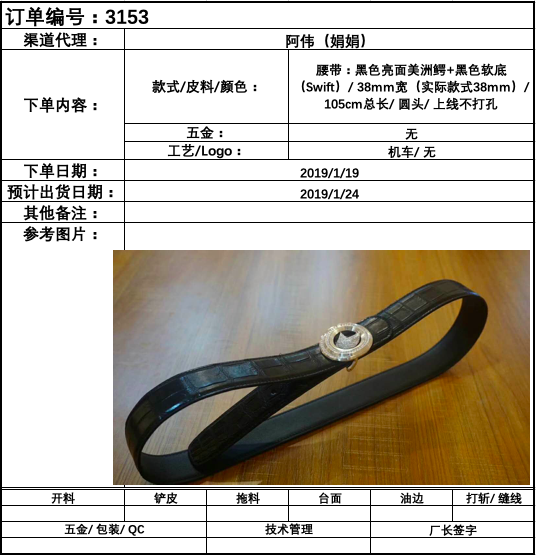 订单编号：3153
渠道代理：
阿伟（娟娟）
下单内容：
款式/皮料/颜色：
腰带：黑色亮面美洲鳄+黑色软底
（Swift）/ 38mm宽（实际款式38mm）/
105cm总长/ 圆头/ 上线不打孔
五金：
无
工艺/Logo：
机车/ 无
下单日期：
2019/1/19
预计出货日期：
2019/1/24
其他备注：
参考图片：
开料 铲皮 拖料 台面 油边 打斩/ 缝线
五金/ 包装/ QC 技术管理 厂长签字